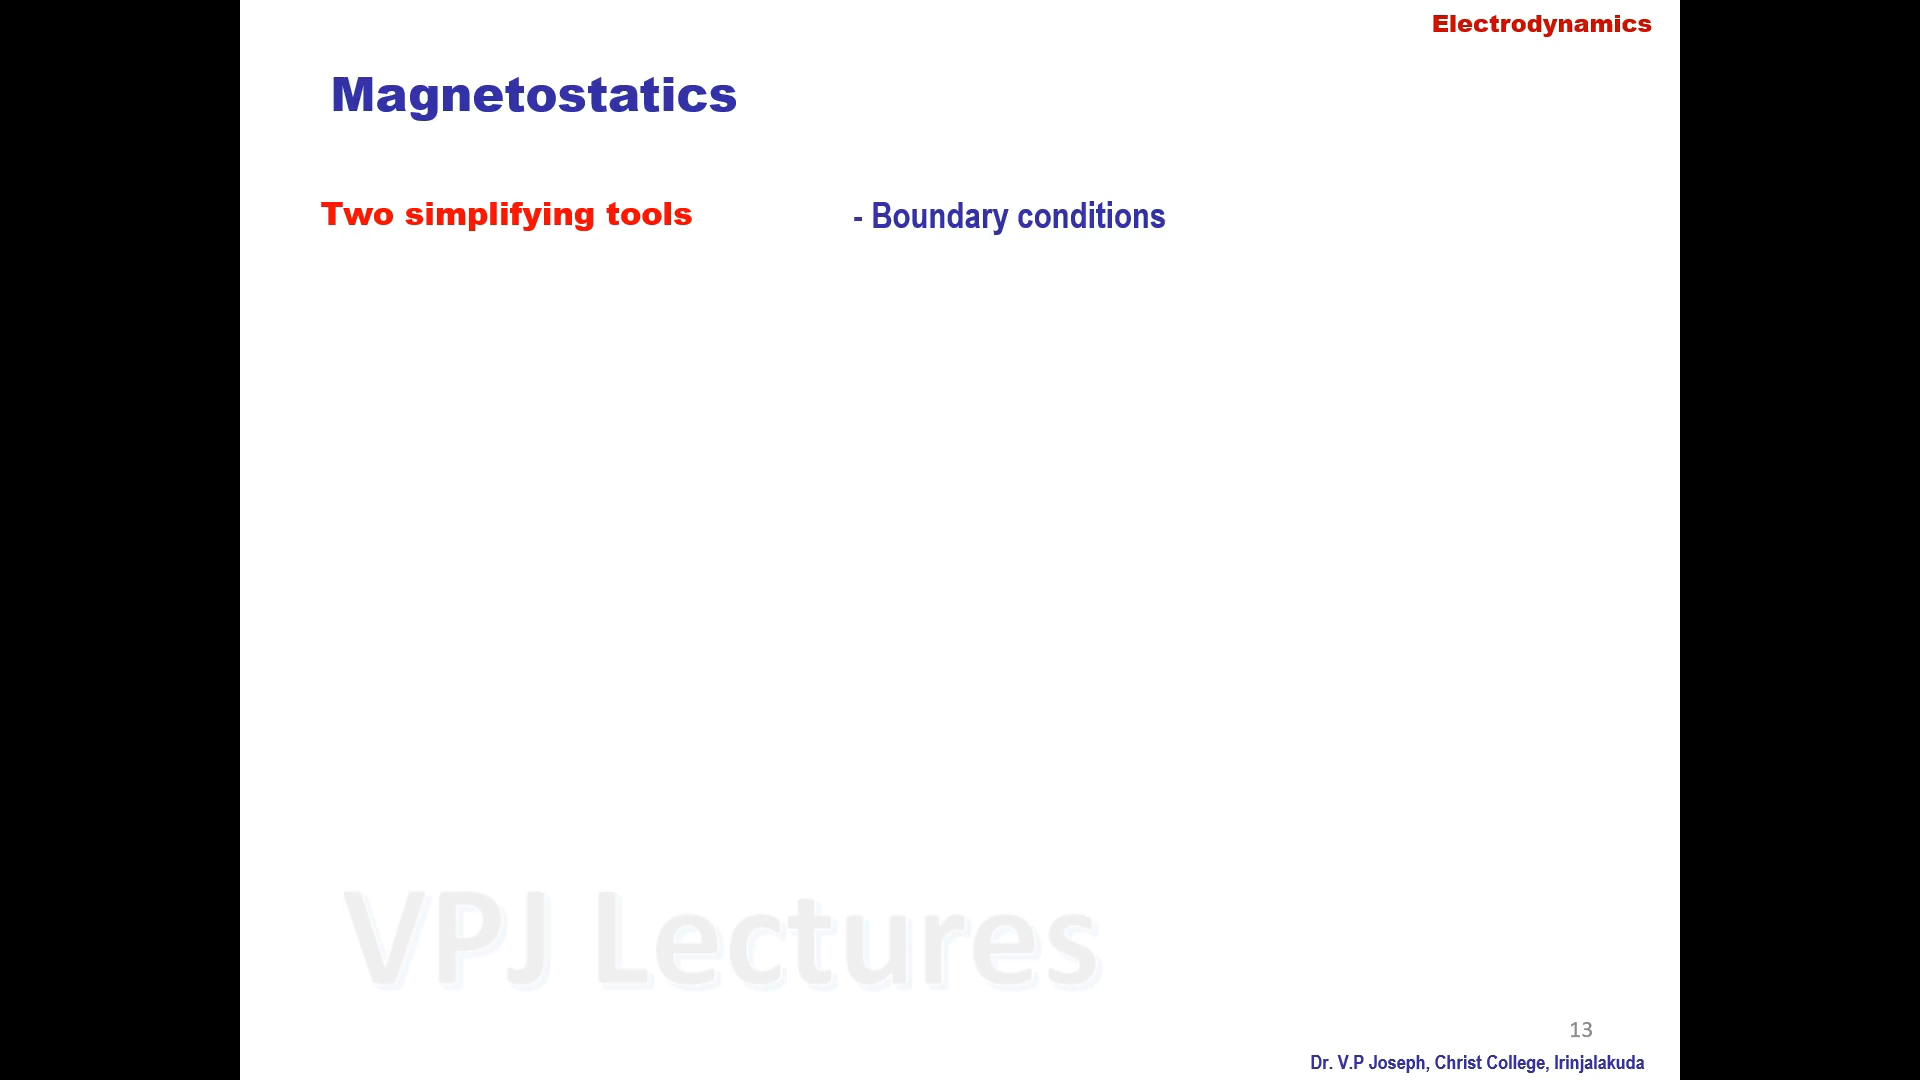 Electrodynamics
Magnetostatics
Two simplifying tools - Boundary conditions
VPJ Lectures
13
Dr. V.P Joseph, Christ College, Irinjalakuda